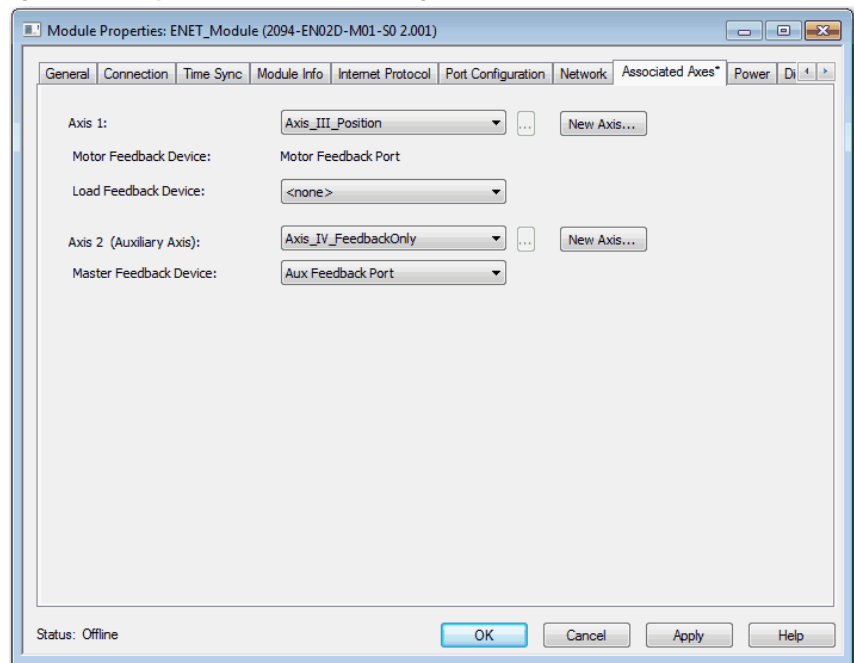 Module Properties: ENET_Module (2094-EN02D-M01-S0 2.001)
General Connection Time Sync Module Info Internet Protocol Port Configuration Network Associated Axes* Power Di
Axis 1: Axis_III_Position ... New Axis...
Motor Feedback Device: Motor Feedback Port
Load Feedback Device: <none>
Axis 2 (Auxiliary Axis): Axis_IV_FeedbackOnly ... New Axis...
Master Feedback Device: Aux Feedback Port
Status: Offline OK Cancel Apply Help